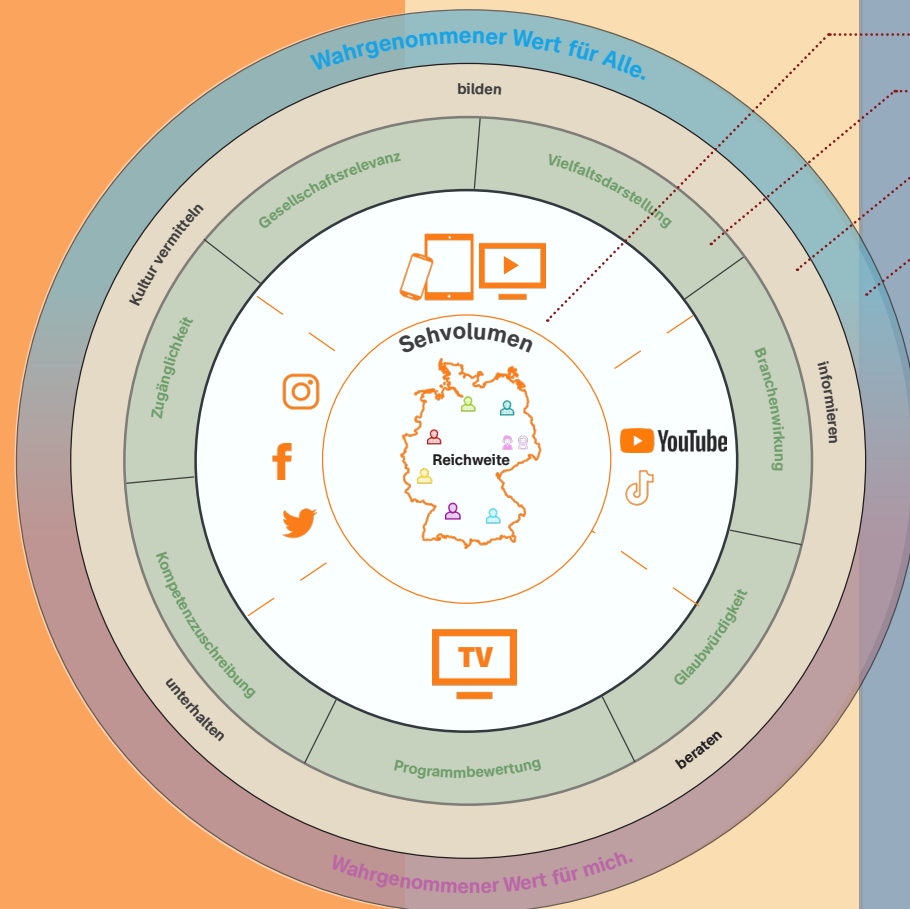 Wahrgenommener Wert für Alle.
bilden
Gesellschaftsrelevanz
Vielfaltsdarstellung
Kultur vermitteln
Zugänglichkeit
Sehvolumen
Branchenwirkung
informieren
YouTube
Reichweite
Kompetenzzuschreibung
Glaubwürdigkeit
unterhalten
TV
beraten
Programmbewertung
Wahrgenommener Wert für mich.